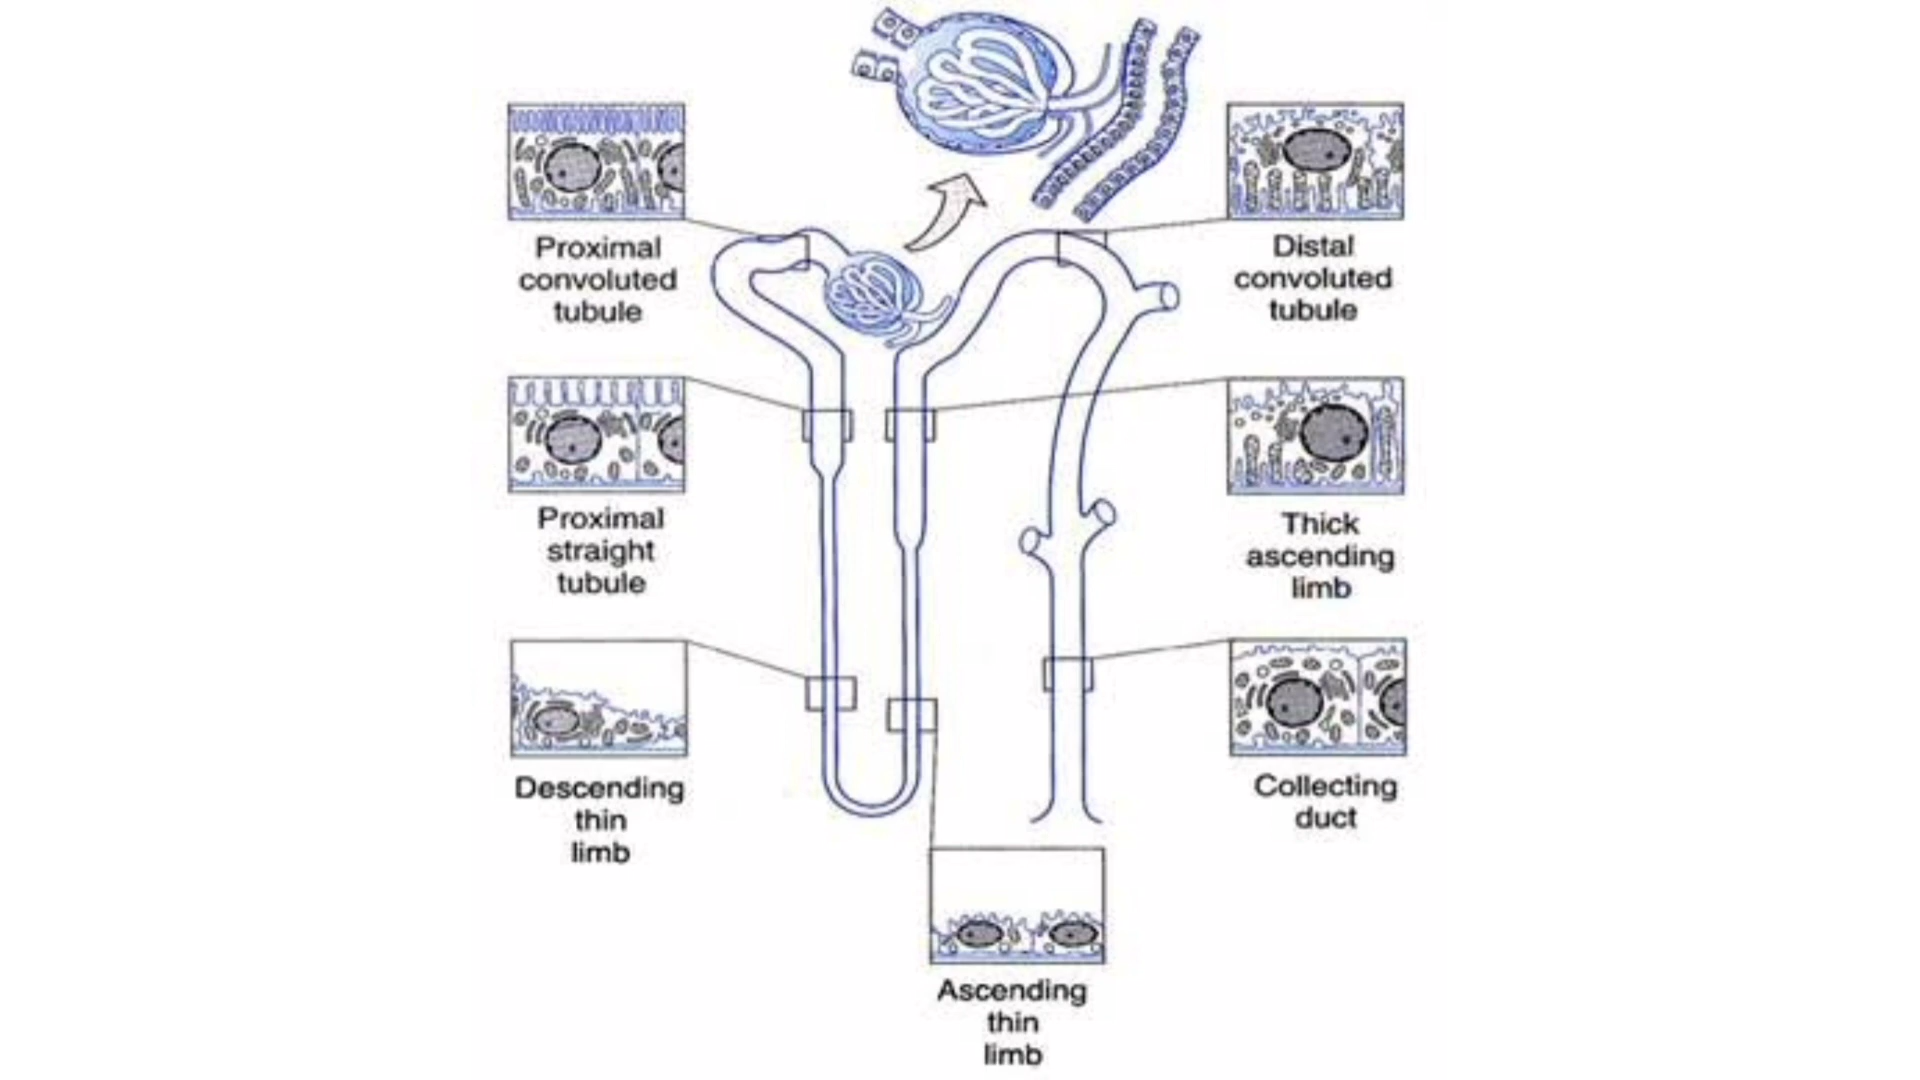 Proximal
convoluted
tubule
Distal
convoluted
tubule
Proximal
straight
tubule
Thick
ascending
limb
Descending
thin
limb
Collecting
duct
Ascending
thin
limb